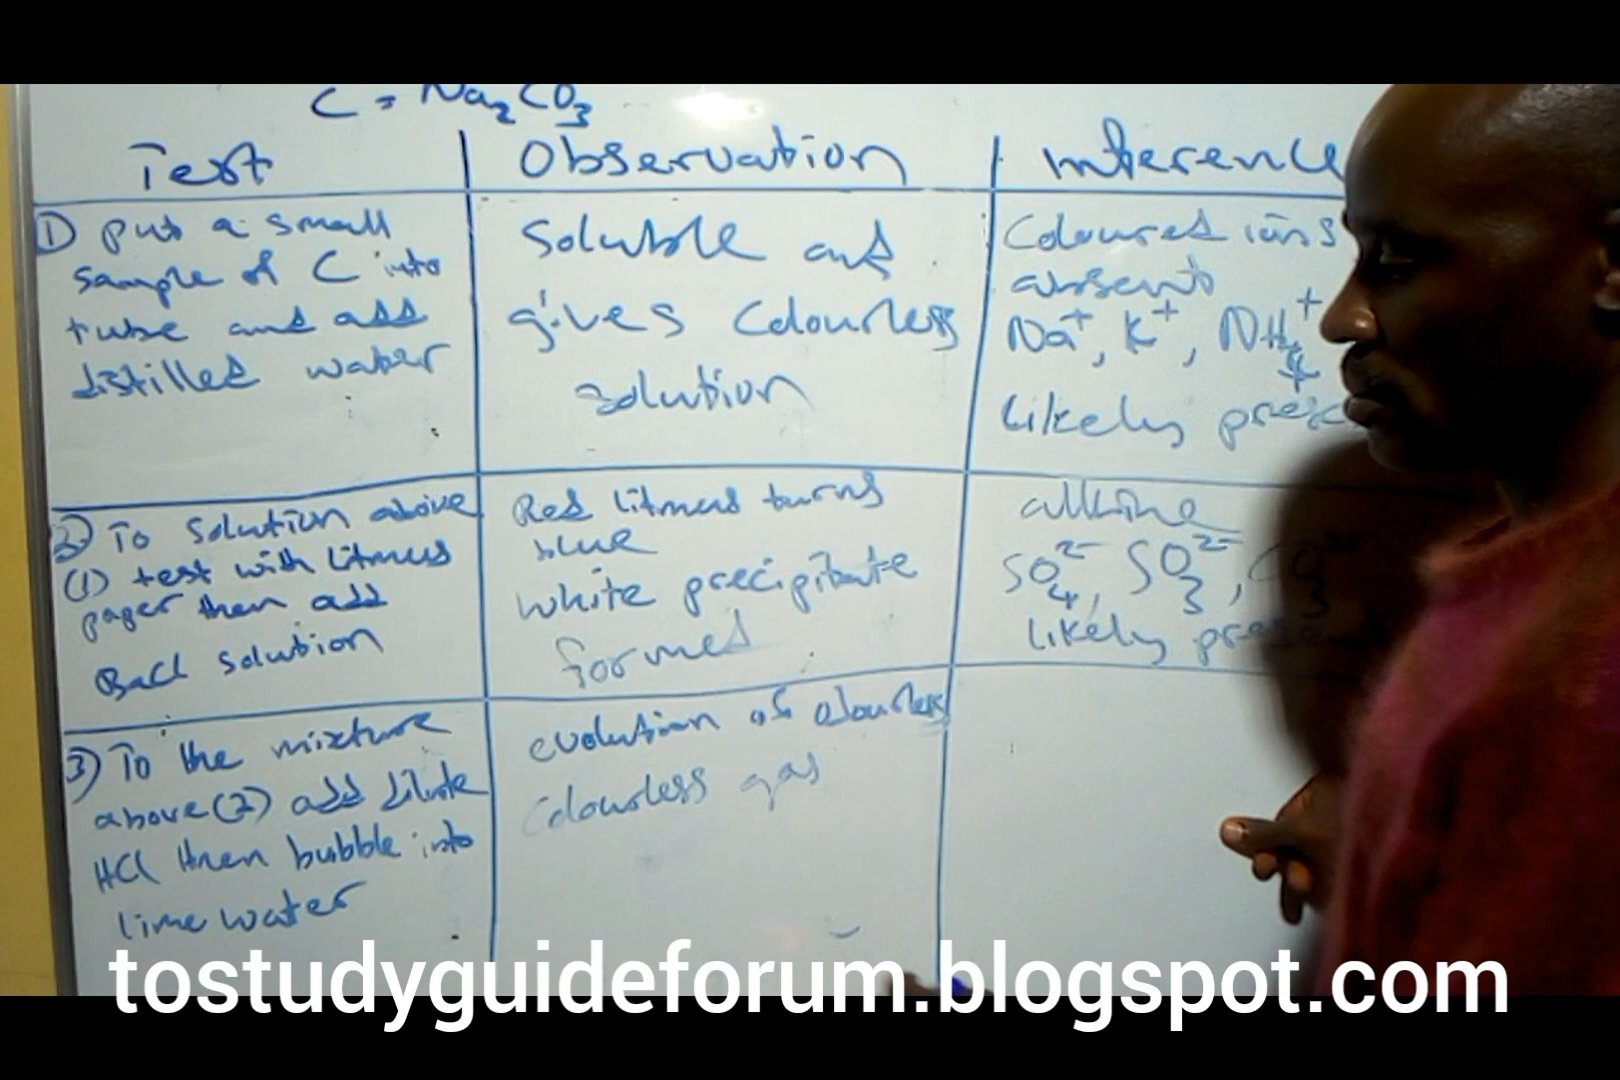 C = Na2CO3
Test
Observation
Inference
1) put a small
sample of C into
tube and add
distilled water
Soluble and
gives Colourless
solution
Coloured ions
absent
Na+, K+, NH4+
likely
2) To solution above
(1) test with litmus
paper then add
BaCl solution
Red litmus turns
blue
white precipitate
formed
SO4 2-, SO3 2-,
likely
3) To the mixture
above (2) add dilute
HCl then bubble into
lime water
evolution of
Colourless gas
tostudyguideforum.blogspot.com